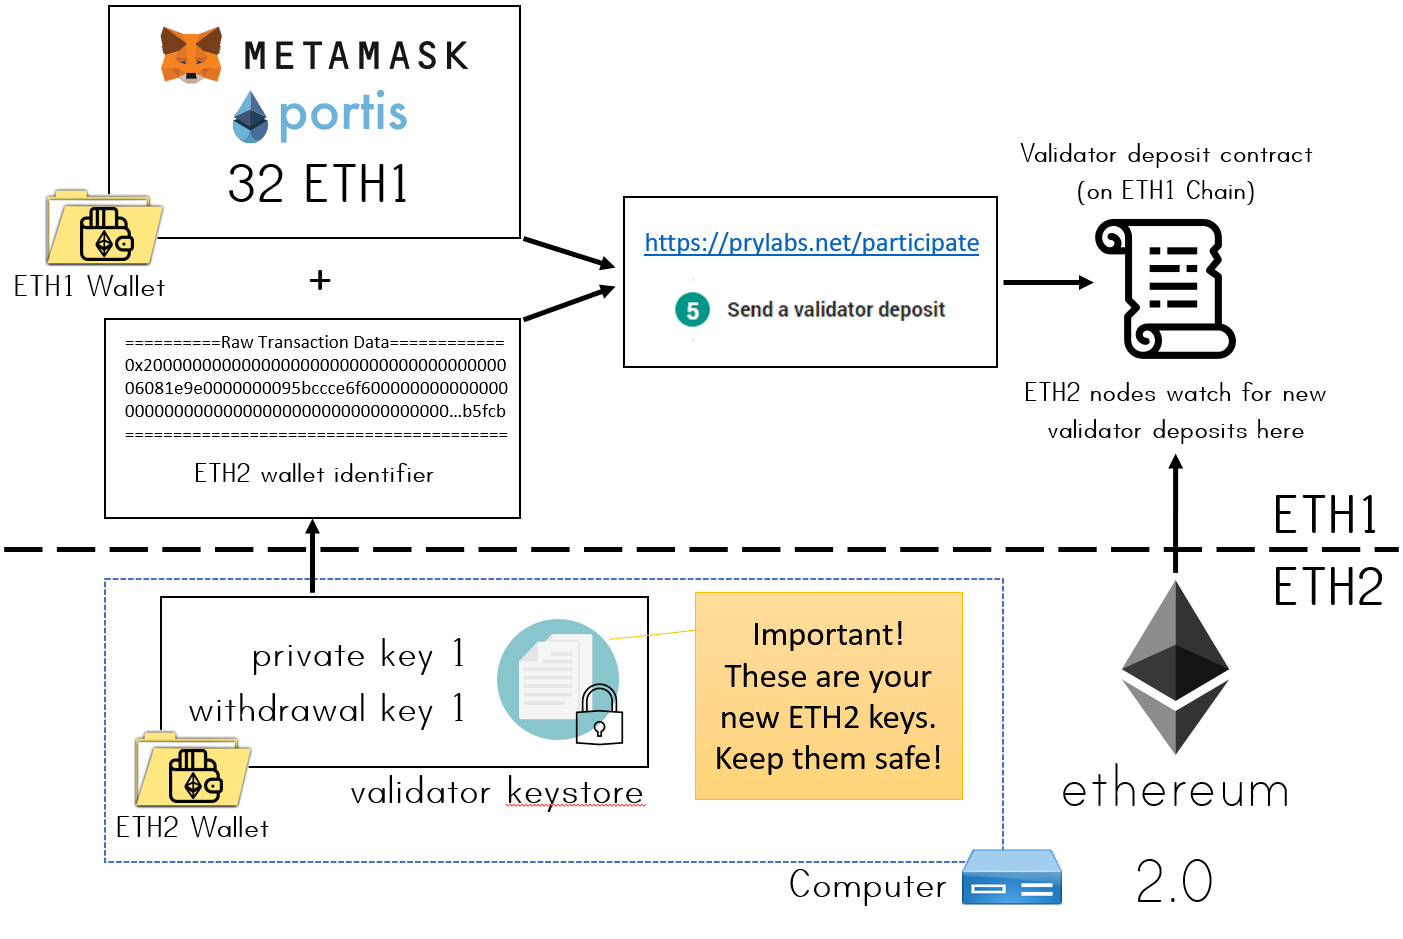 METAMASK
portis
32 ETH1
ETH1 Wallet
+
==========Raw Transaction Data============
0x20000000000000000000000000000000000000
06081e9e0000000095bccce6f600000000000000
0000000000000000000000000000000000...b5fcb
========================================
ETH2 wallet identifier
https://prylabs.net/participate
5 Send a validator deposit
Validator deposit contract
(on ETH1 Chain)
ETH2 nodes watch for new
validator deposits here
ETH1
ETH2
private key 1
withdrawal key 1
validator keystore
ETH2 Wallet
Important!
These are your
new ETH2 keys.
Keep them safe!
Computer
ethereum
2.0